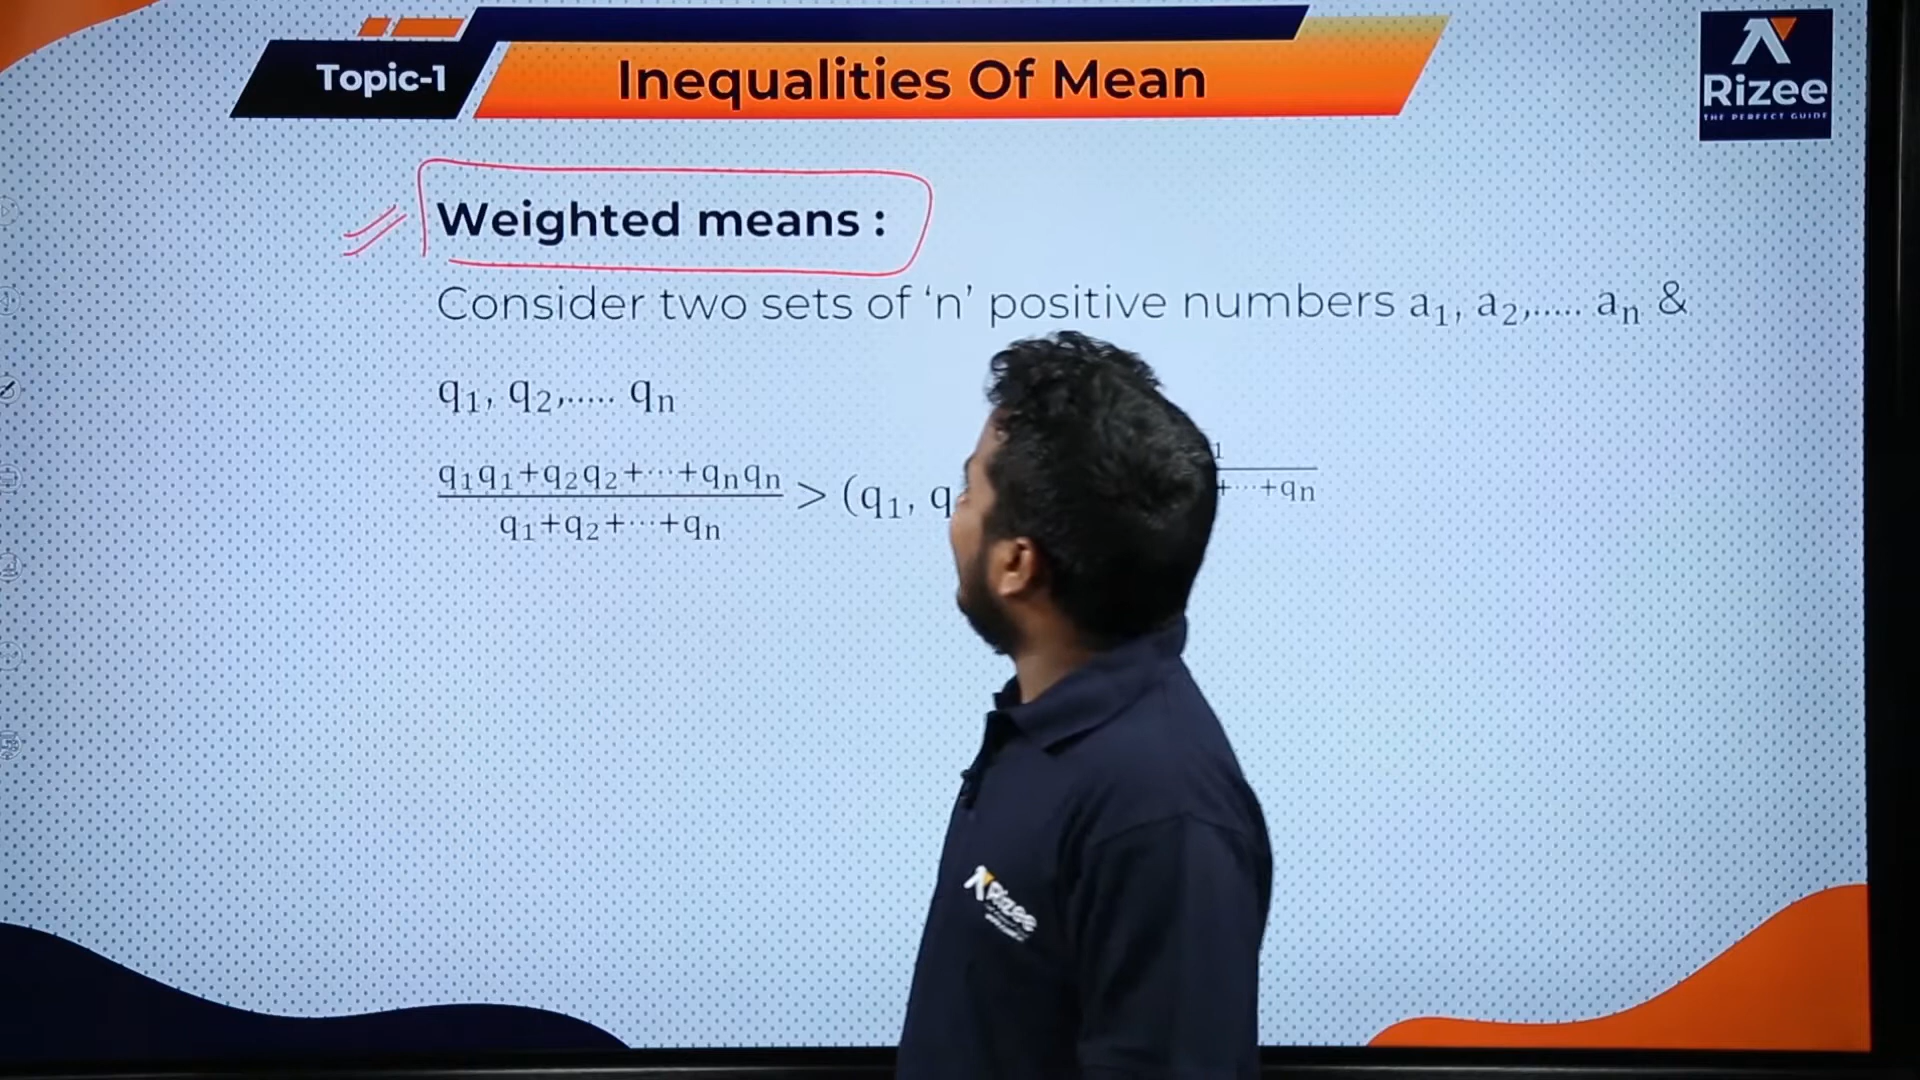 Topic-1
Inequalities Of Mean
Rizee
THE PERFECT GUIDE
Weighted means :
Consider two sets of ‘n’ positive numbers a₁, a₂,..... aₙ &
q₁, q₂,..... qₙ
q₁q₁+q₂q₂+⋯+qₙqₙ
q₁+q₂+⋯+qₙ
> (q₁, q
1
+⋯+qₙ
Rizee